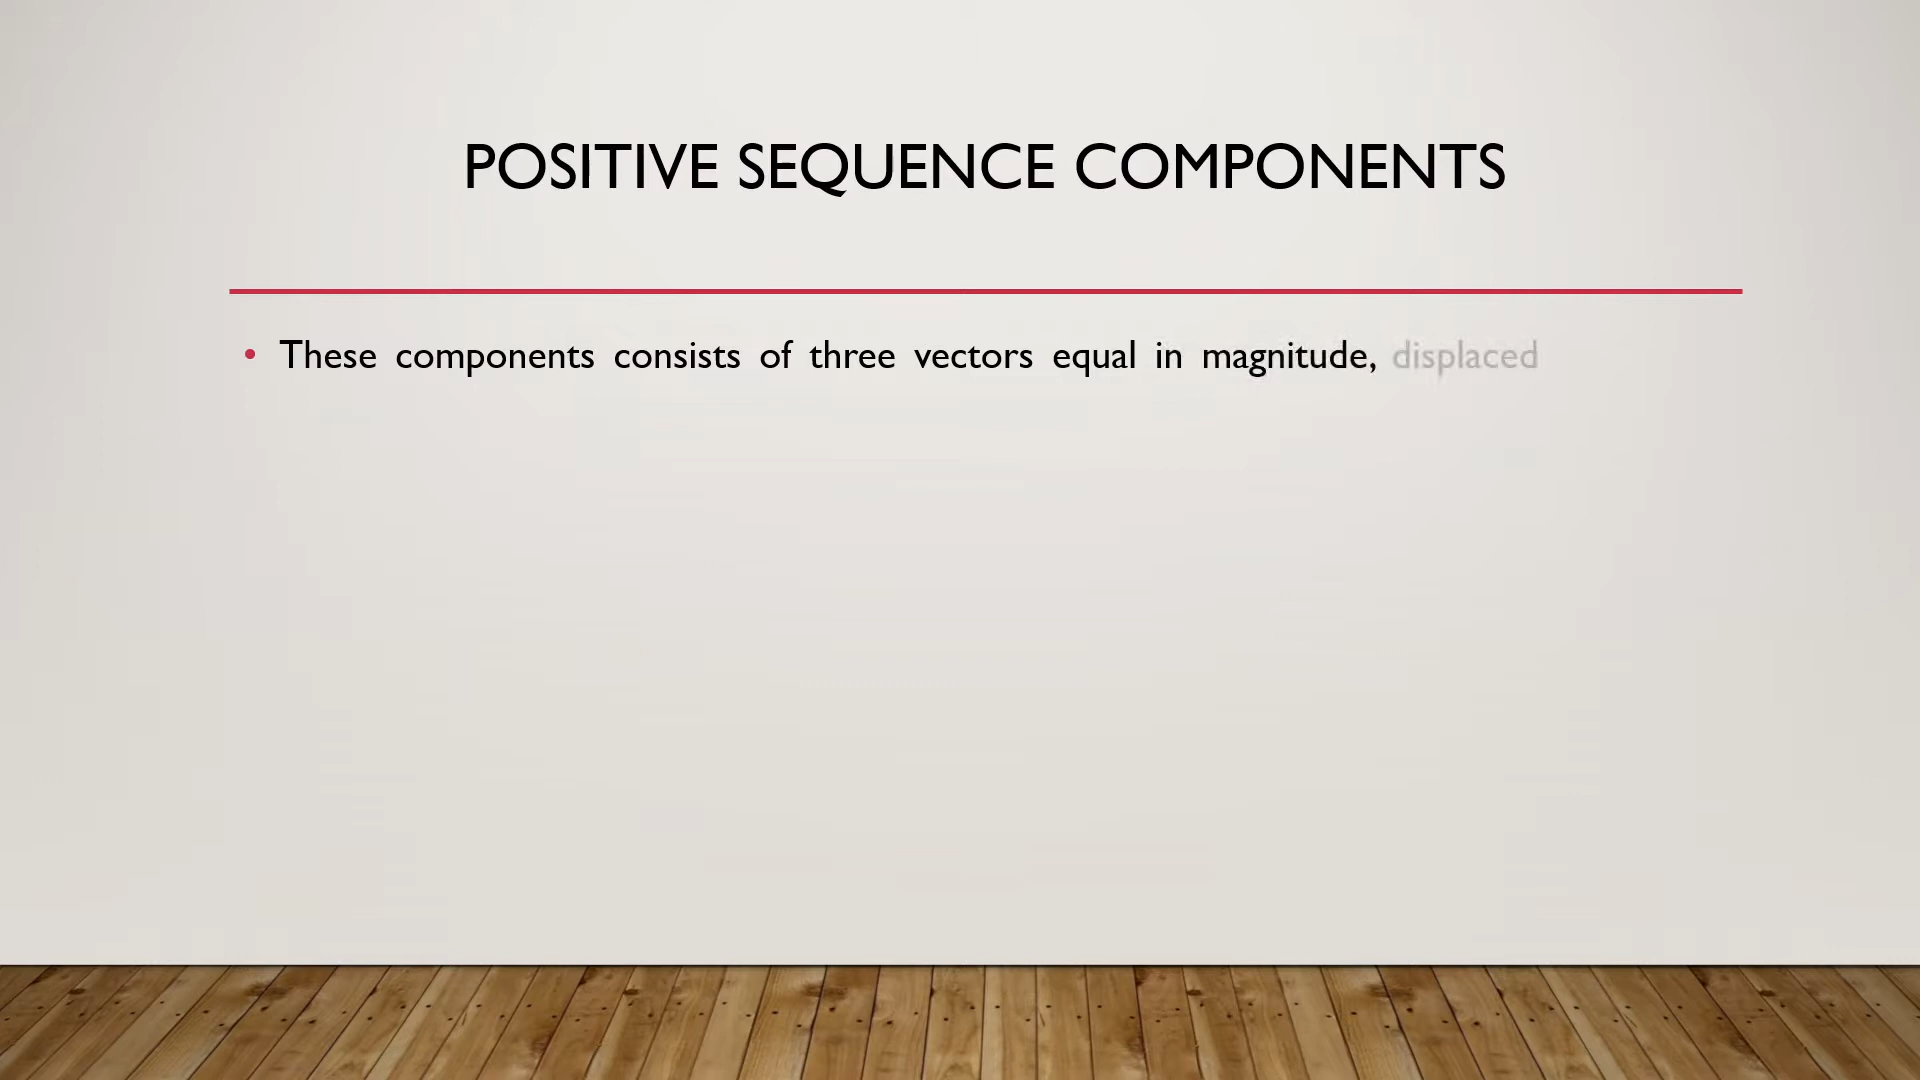 POSITIVE SEQUENCE COMPONENTS
• These components consists of three vectors equal in magnitude, displaced